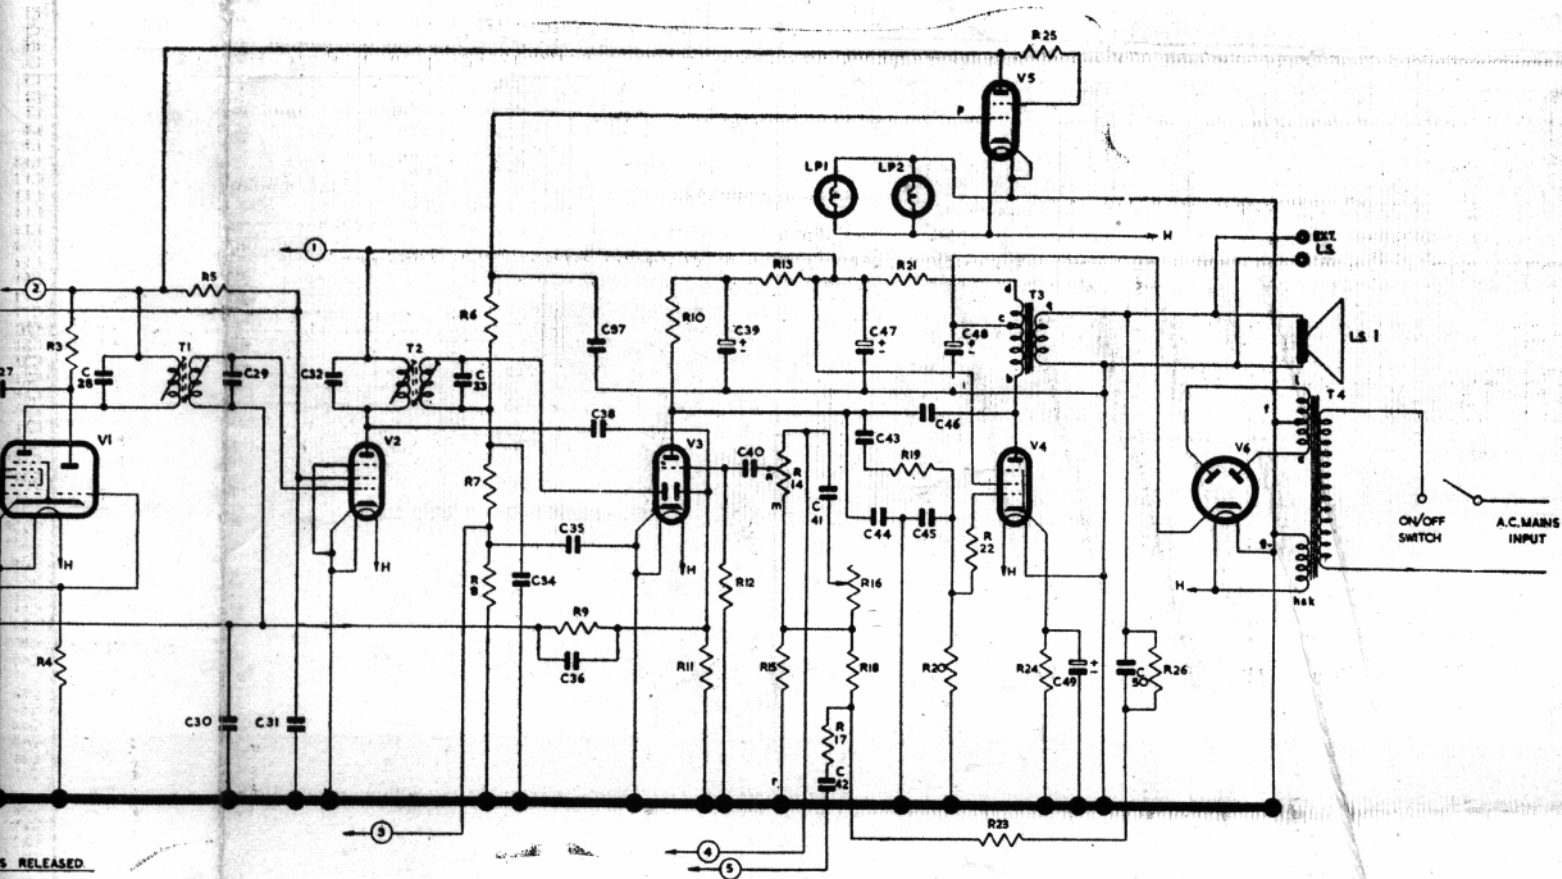 R25
V5
P
LP1 LP2
H
EXT.
L.S.
1
2
R5
R3
27
C
28
T1
C29
C32
T2
C
33
R6
C37
R10
R13
C39
+
-
C47
+
-
R21
C48
+
d
c
b
T3
e
LS 1
T4
f
V1
V2
C38
V3
C40
R
14
m
C
41
C43
C46
R19
C44
C45
V4
R
22
V6
ON/OFF
SWITCH
A.C. MAINS
INPUT
R7
C35
H
H
H
H
H
C34
R12
R16
h&k
R9
C36
R4
R11
R15
R18
R20
R24
C49
+
-
C
50
R26
C30
C31
R
17
C
42
r
3
4
5
R23
S RELEASED.